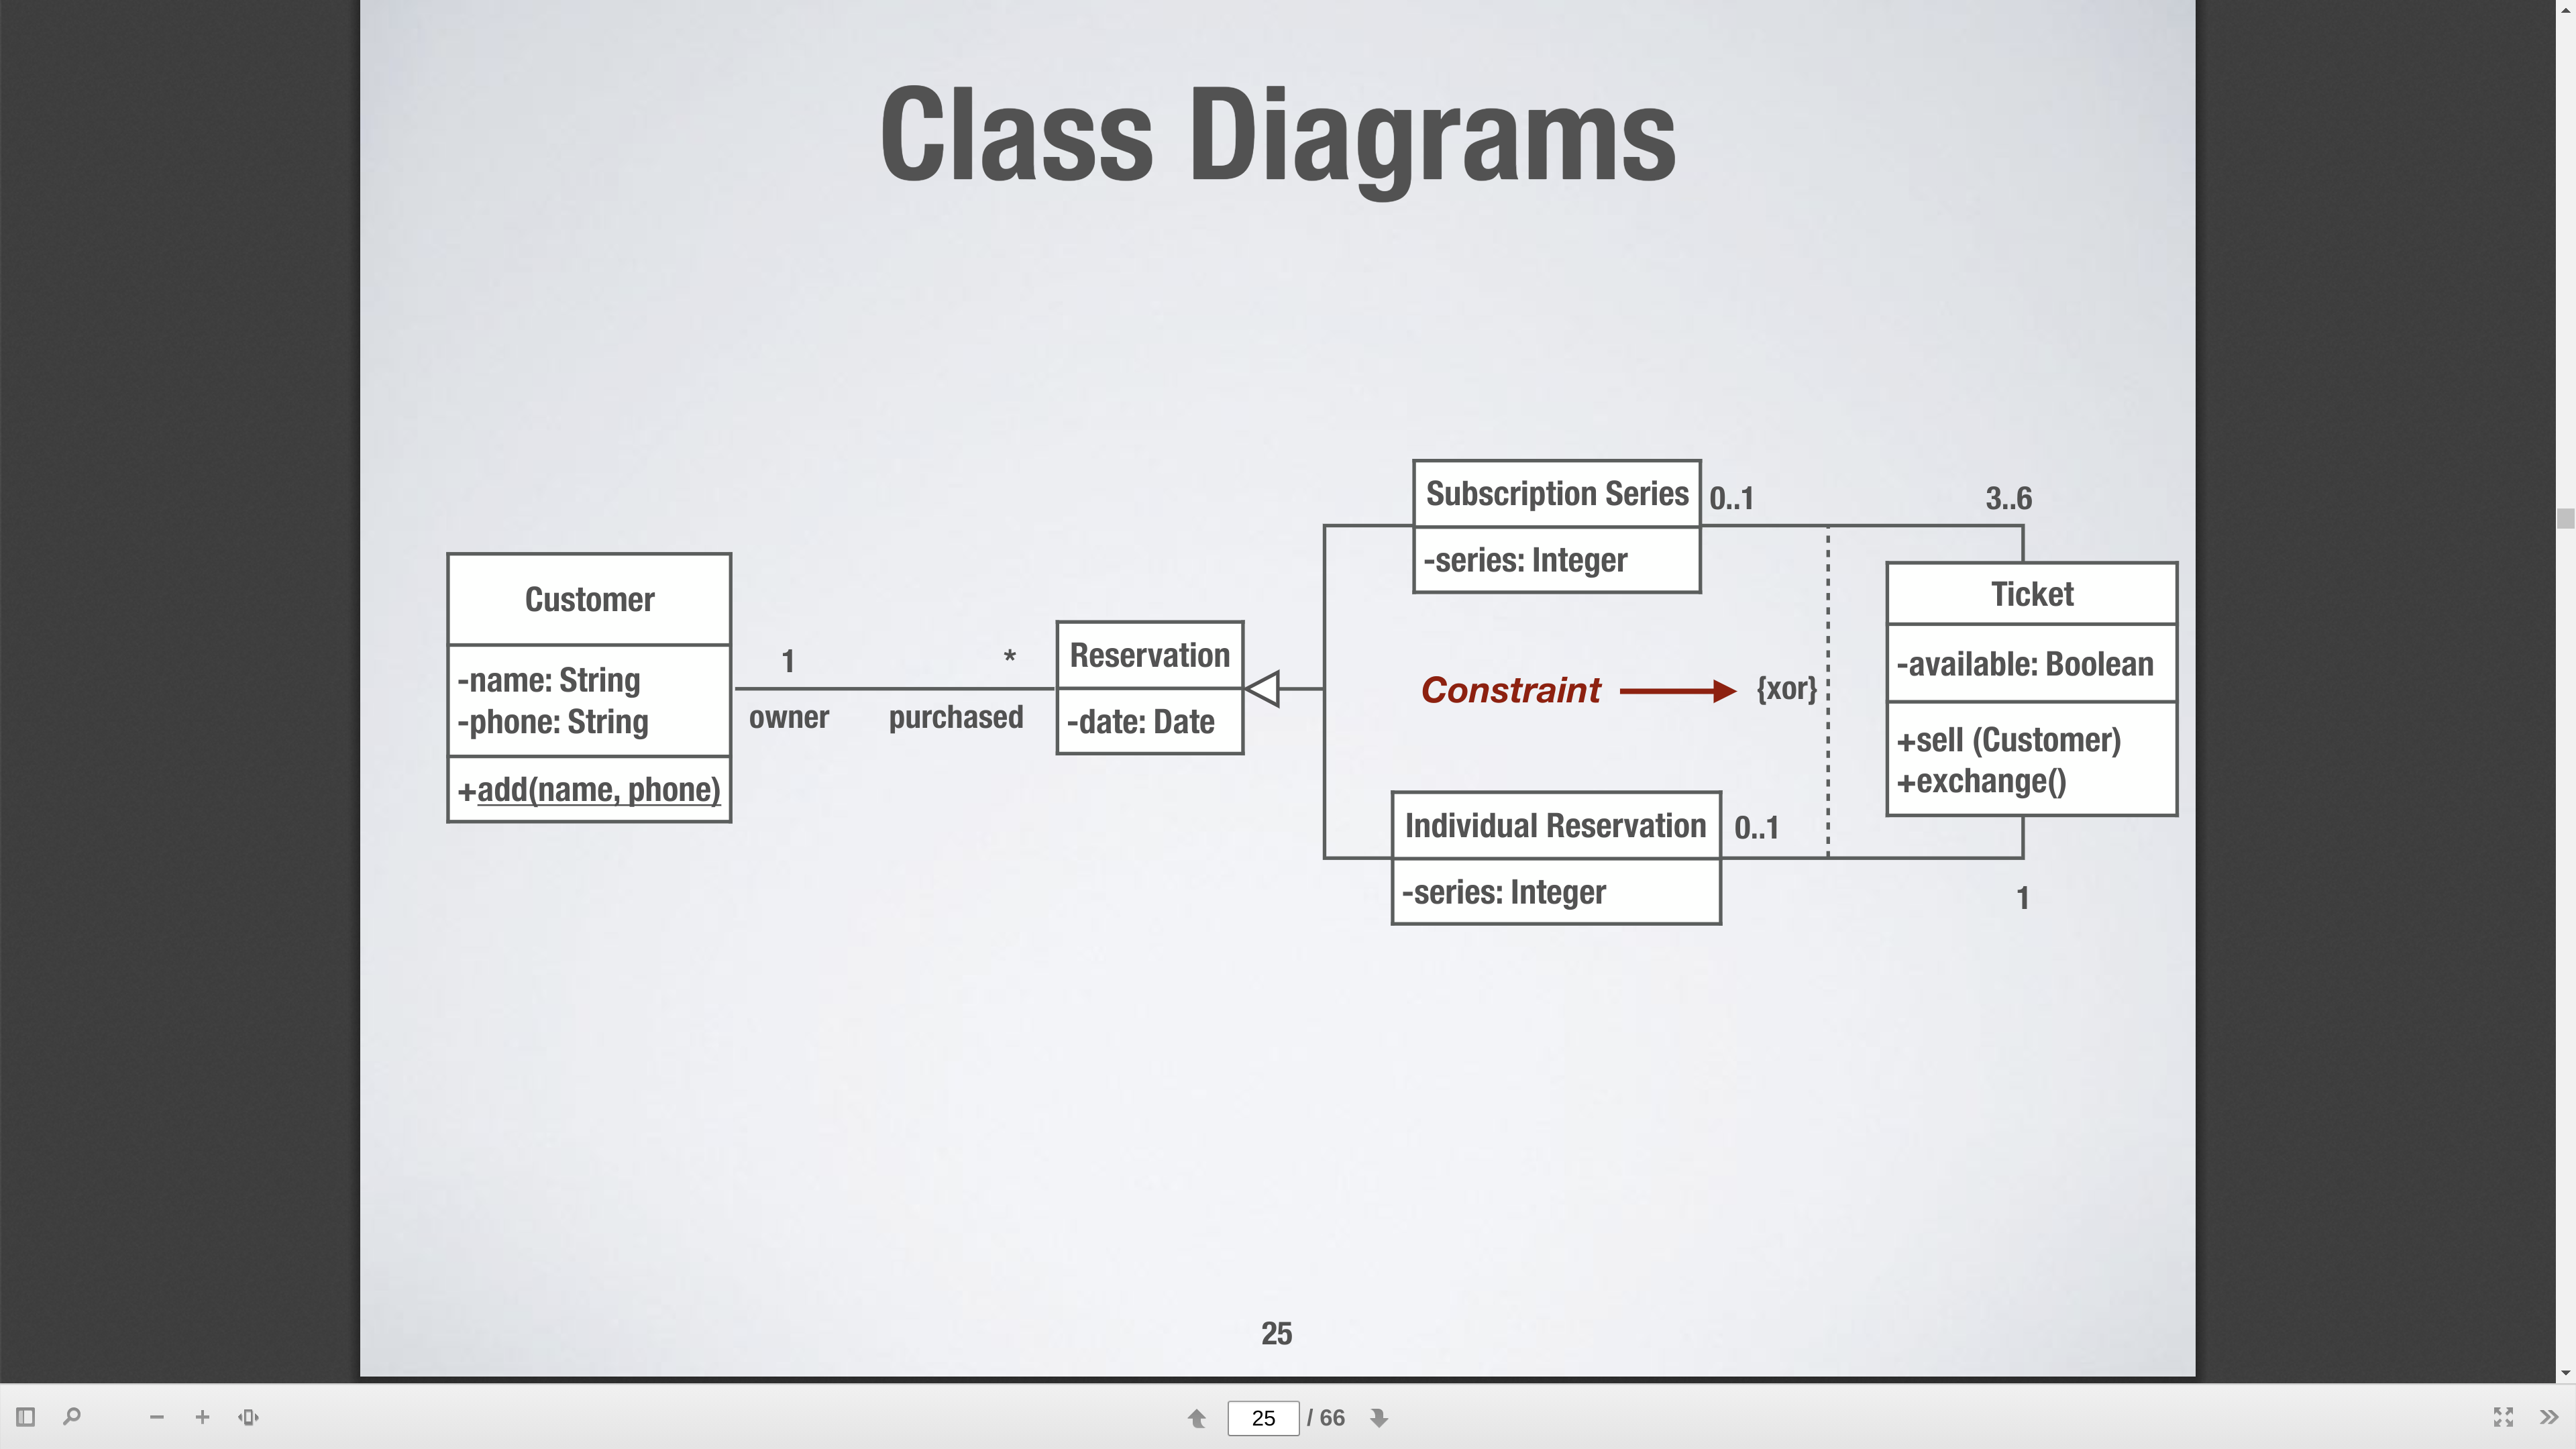 Class Diagrams
Customer
-name: String
-phone: String
+add(name, phone)
1
*
owner
purchased
Reservation
-date: Date
Subscription Series
-series: Integer
0..1
3..6
Constraint
{xor}
Individual Reservation
-series: Integer
0..1
1
Ticket
-available: Boolean
+sell (Customer)
+exchange()
25
25 / 66